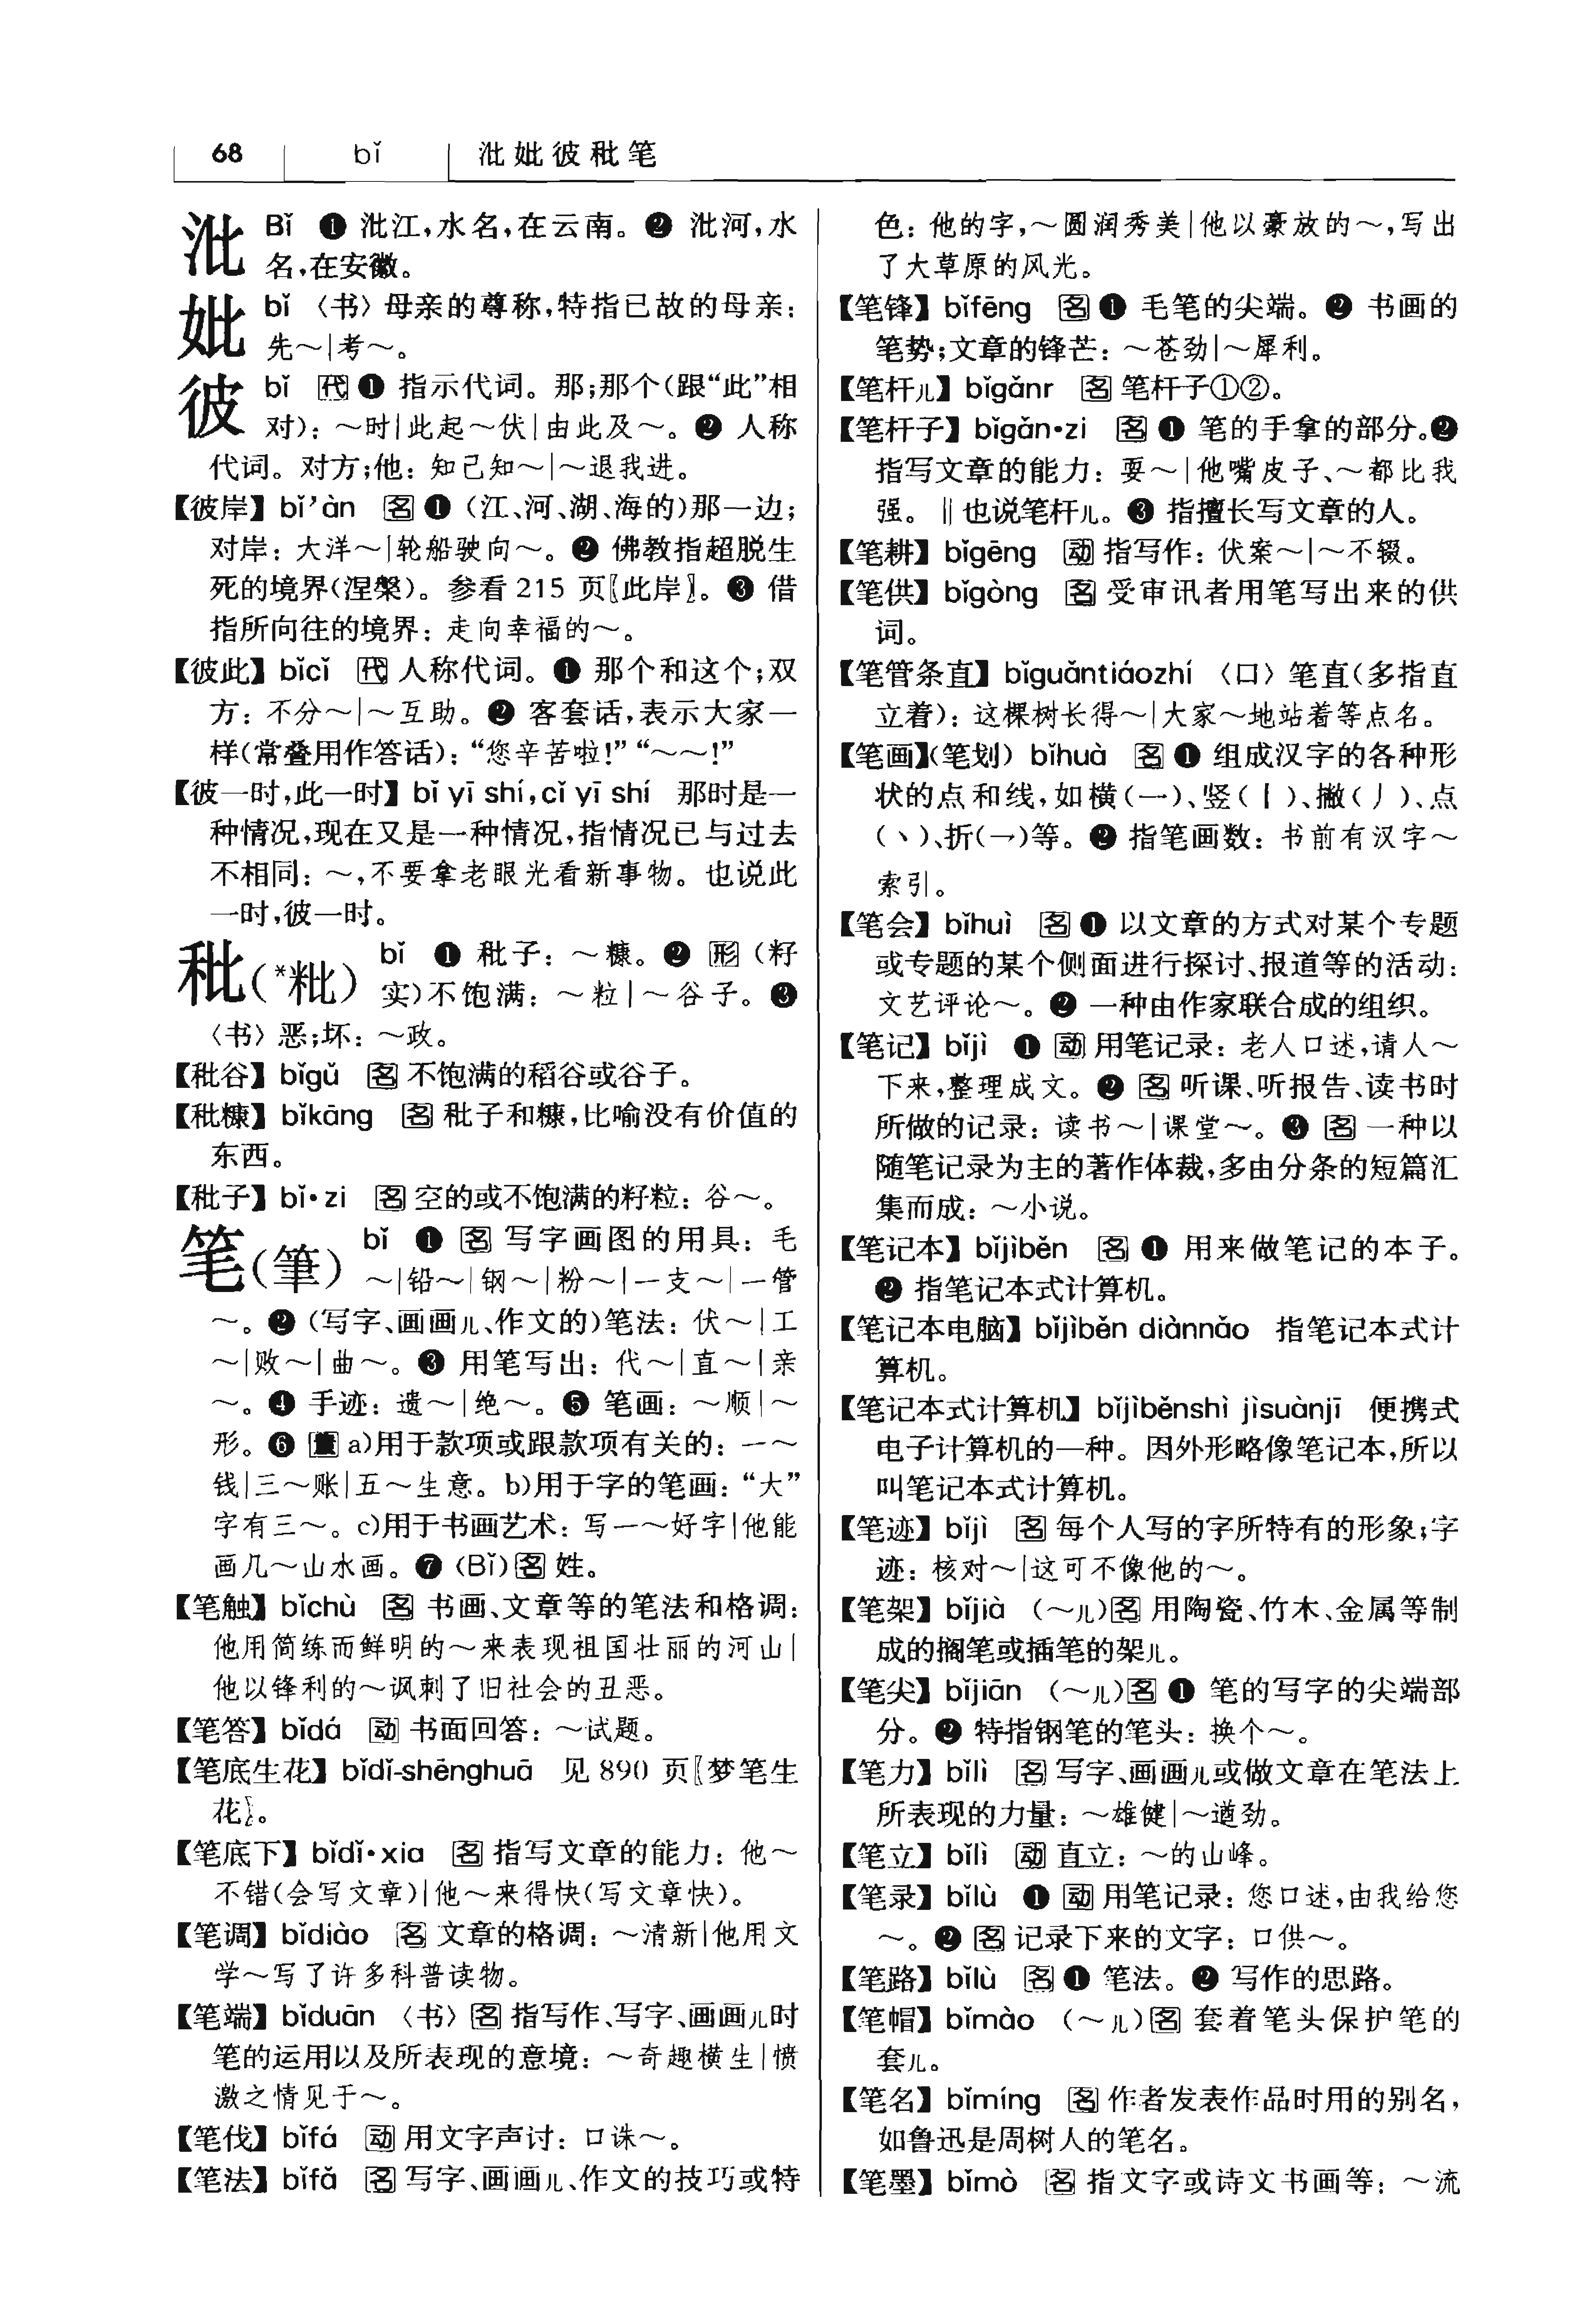 68 bǐ 沘妣彼秕笔
沘 Bǐ ❶ 沘江,水名,在云南。❷ 沘河,水
名,在安徽。
妣 bǐ 〈书〉母亲的尊称,特指已故的母亲:
先～|考～。
彼 bǐ 代 ❶ 指示代词。那;那个(跟“此”相
对):～时|此起～伏|由此及～。❷ 人称
代词。对方;他:知己知～|～退我进。
【彼岸】bǐ’àn 名 ❶ (江、河、湖、海的)那一边;
对岸:大洋～|轮船驶向～。❷ 佛教指超脱生
死的境界(涅槃)。参看 215 页〖此岸〗。❸ 借
指所向往的境界:走向幸福的～。
【彼此】bǐcǐ 代 人称代词。❶ 那个和这个;双
方:不分～|～互助。❷ 客套话,表示大家一
样(常叠用作答话):“您辛苦啦!”“～～!”
【彼一时,此一时】bǐ yī shí,cǐ yī shí 那时是一
种情况,现在又是一种情况,指情况已与过去
不相同:～,不要拿老眼光看新事物。也说此
一时,彼一时。
秕(*粃) bǐ ❶ 秕子:～糠。❷ 形 (籽
实)不饱满:～粒|～谷子。❸
〈书〉恶;坏:～政。
【秕谷】bǐgǔ 名 不饱满的稻谷或谷子。
【秕糠】bǐkāng 名 秕子和糠,比喻没有价值的
东西。
【秕子】bǐ•zi 名 空的或不饱满的籽粒:谷～。
笔(筆) bǐ ❶ 名 写字画图的用具:毛
～|铅～|钢～|粉～|一支～|一管
～。❷ (写字、画画儿、作文的)笔法:伏～|工
～|败～|曲～。❸ 用笔写出:代～|直～|亲
～。❹ 手迹:遗～|绝～。❺ 笔画:～顺|～
形。❻ 量 a)用于款项或跟款项有关的:一～
钱|三～账|五～生意。b)用于字的笔画:“大”
字有三～。c)用于书画艺术:写一～好字|他能
画几～山水画。❼ (Bǐ)名 姓。
【笔触】bǐchù 名 书画、文章等的笔法和格调:
他用简练而鲜明的～来表现祖国壮丽的河山|
他以锋利的～讽刺了旧社会的丑恶。
【笔答】bǐdá 动 书面回答:～试题。
【笔底生花】bǐdǐ-shēnghuā 见 890 页〖梦笔生
花〗。
【笔底下】bǐdǐ•xia 名 指写文章的能力:他～
不错(会写文章)|他～来得快(写文章快)。
【笔调】bǐdiào 名 文章的格调:～清新|他用文
学～写了许多科普读物。
【笔端】bǐduān 〈书〉名 指写作、写字、画画儿时
笔的运用以及所表现的意境:～奇趣横生|愤
激之情见于～。
【笔伐】bǐfá 动 用文字声讨:口诛～。
【笔法】bǐfǎ 名 写字、画画儿、作文的技巧或特
色:他的字,～圆润秀美|他以豪放的～,写出
了大草原的风光。
【笔锋】bǐfēng 名 ❶ 毛笔的尖端。❷ 书画的
笔势;文章的锋芒:～苍劲|～犀利。
【笔杆儿】bǐgǎnr 名 笔杆子①②。
【笔杆子】bǐgǎn•zi 名 ❶ 笔的手拿的部分。❷
指写文章的能力:耍～|他嘴皮子、～都比我
强。‖也说笔杆儿。❸ 指擅长写文章的人。
【笔耕】bǐgēng 动 指写作:伏案～|～不辍。
【笔供】bǐgòng 名 受审讯者用笔写出来的供
词。
【笔管条直】bǐguǎntiáozhí 〈口〉笔直(多指直
立着):这棵树长得～|大家～地站着等点名。
【笔画】(笔划) bǐhuà 名 ❶ 组成汉字的各种形
状的点和线,如横(一)、竖(丨)、撇(丿)、点
(丶)、折(乛)等。❷ 指笔画数:书前有汉字～
索引。
【笔会】bǐhuì 名 ❶ 以文章的方式对某个专题
或专题的某个侧面进行探讨、报道等的活动:
文艺评论～。❷ 一种由作家联合成的组织。
【笔记】bǐjì ❶ 动 用笔记录:老人口述,请人～
下来,整理成文。❷ 名 听课、听报告、读书时
所做的记录:读书～|课堂～。❸ 名 一种以
随笔记录为主的著作体裁,多由分条的短篇汇
集而成:～小说。
【笔记本】bǐjìběn 名 ❶ 用来做笔记的本子。
❷ 指笔记本式计算机。
【笔记本电脑】bǐjìběn diànnǎo 指笔记本式计
算机。
【笔记本式计算机】bǐjìběnshì jìsuànjī 便携式
电子计算机的一种。因外形略像笔记本,所以
叫笔记本式计算机。
【笔迹】bǐjì 名 每个人写的字所特有的形象;字
迹:核对～|这可不像他的～。
【笔架】bǐjià (～儿)名 用陶瓷、竹木、金属等制
成的搁笔或插笔的架儿。
【笔尖】bǐjiān (～儿)名 ❶ 笔的写字的尖端部
分。❷ 特指钢笔的笔头:换个～。
【笔力】bǐlì 名 写字、画画儿或做文章在笔法上
所表现的力量:～雄健|～遒劲。
【笔立】bǐlì 动 直立:～的山峰。
【笔录】bǐlù ❶ 动 用笔记录:您口述,由我给您
～。❷ 名 记录下来的文字:口供～。
【笔路】bǐlù 名 ❶ 笔法。❷ 写作的思路。
【笔帽】bǐmào (～儿)名 套着笔头保护笔的
套儿。
【笔名】bǐmíng 名 作者发表作品时用的别名,
如鲁迅是周树人的笔名。
【笔墨】bǐmò 名 指文字或诗文书画等:～流